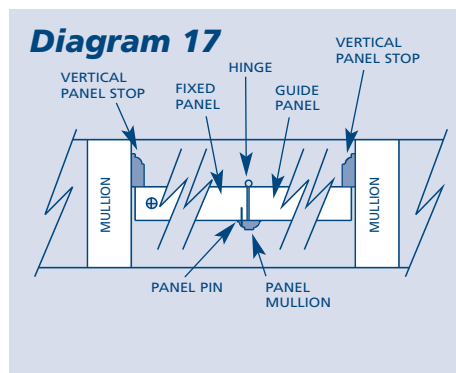 Diagram 17
VERTICAL
PANEL STOP
FIXED
PANEL
HINGE
GUIDE
PANEL
VERTICAL
PANEL STOP
MULLION
MULLION
PANEL PIN
PANEL
MULLION